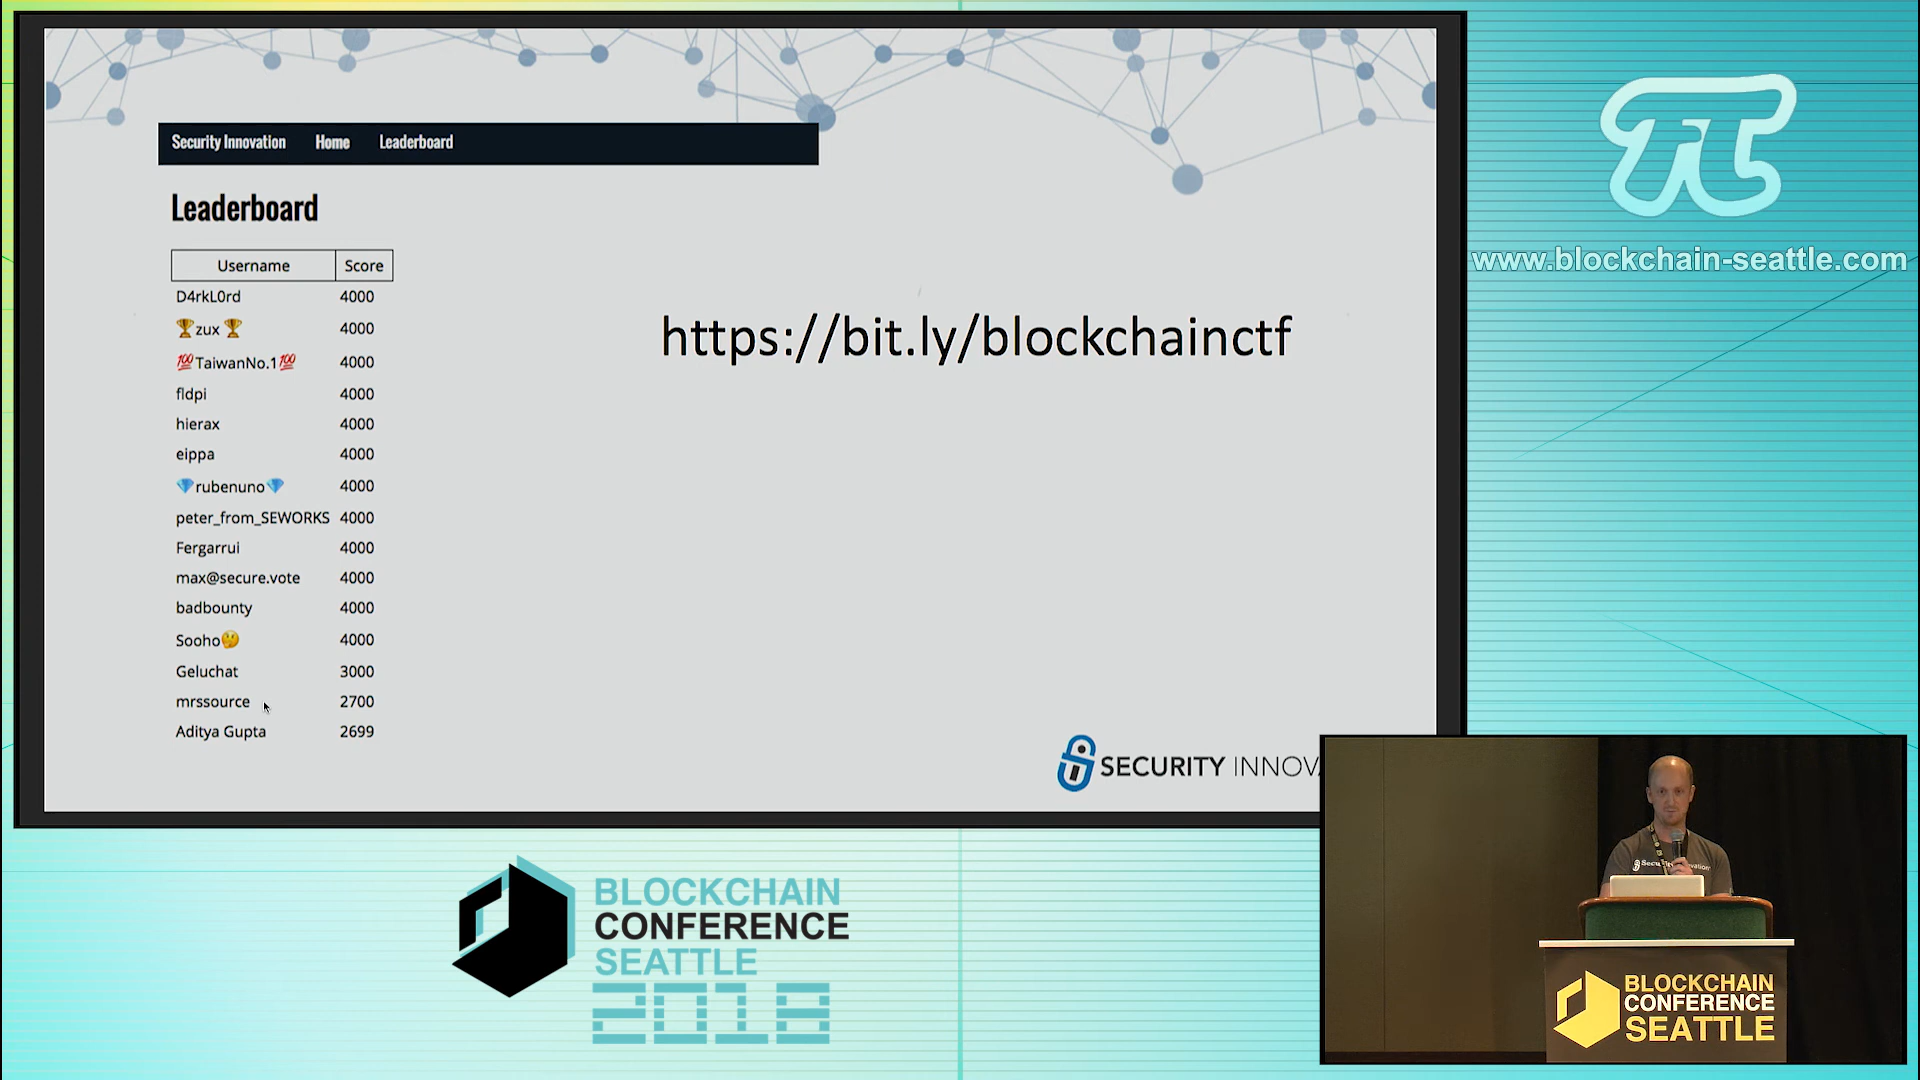 Security Innovation Home Leaderboard
Leaderboard
Username Score
D4rkL0rd 4000
🏆zux🏆 4000
💯TaiwanNo.1💯 4000
fldpi 4000
hierax 4000
eippa 4000
💎rubenuno💎 4000
peter_from_SEWORKS 4000
Fergarrui 4000
max@secure.vote 4000
badbounty 4000
Sooho🤔 4000
Geluchat 3000
mrssource 2700
Aditya Gupta 2699
https://bit.ly/blockchainctf
SECURITY INNOV
www.blockchain-seattle.com
BLOCKCHAIN
CONFERENCE
SEATTLE
2018
BLOCKCHAIN
CONFERENCE
SEATTLE